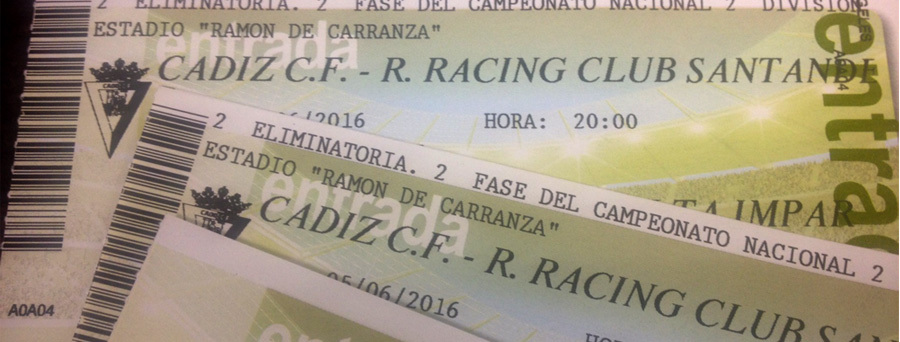 2 ELIMINATORIA. 2 FASE DEL CAMPEONATO NACIONAL 2 DIVISION
ESTADIO "RAMON DE CARRANZA"
entrada
CADIZ C.F. - R. RACING CLUB SANTANDE
/2016 HORA: 20:00
IMPAR
entra
A0A04
2 ELIMINATORIA. 2 FASE DEL CAMPEONATO NACIONAL 2
ESTADIO "RAMON DE CARRANZA"
entrada
CADIZ C.F. - R. RACING CLUB SA
05/06/2016
entra